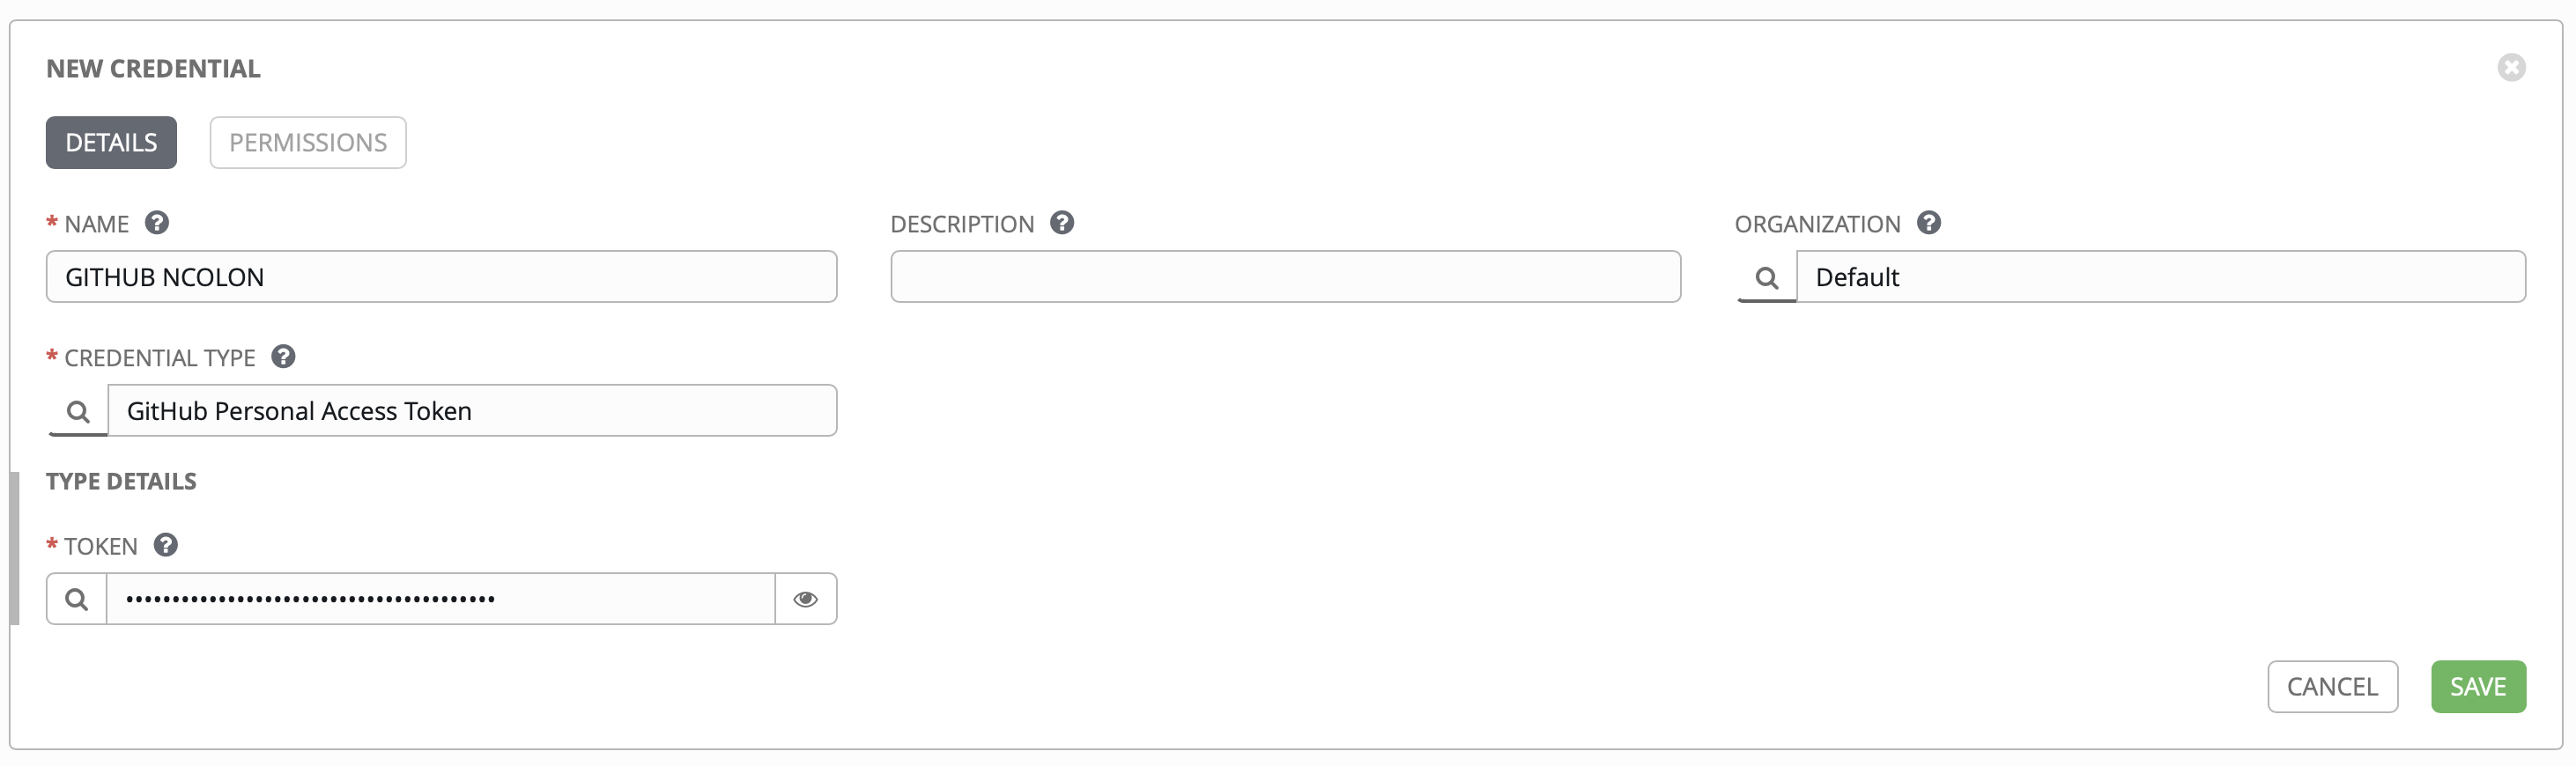 NEW CREDENTIAL
DETAILS PERMISSIONS
* NAME ? DESCRIPTION ? ORGANIZATION ?
GITHUB NCOLON Default
* CREDENTIAL TYPE ?
GitHub Personal Access Token
TYPE DETAILS
* TOKEN ?
••••••••••••••••••••••••••••••••••••••••
CANCEL SAVE